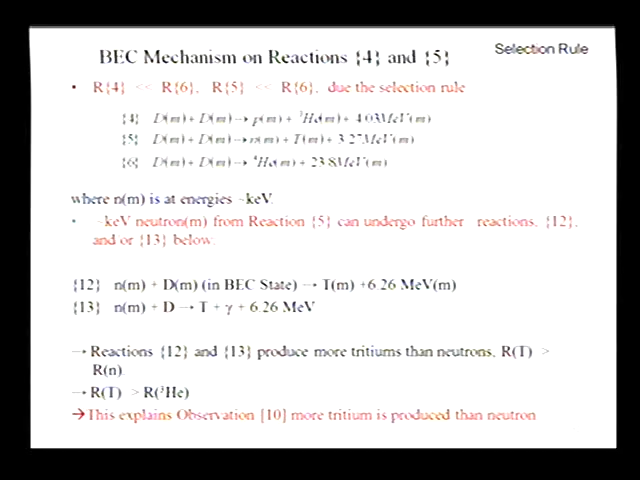 Selection Rule
BEC Mechanism on Reactions {4} and {5}
• R{4} << R{6}, R{5} << R{6}, due the selection rule
{4} D(m) + D(m) → p(m) + ³He(m) + 4.03MeV(m)
{5} D(m) + D(m) → n(m) + T(m) + 3.27MeV(m)
{6} D(m) + D(m) → ⁴He(m) + 23.8MeV(m)
where n(m) is at energies ~keV.
• ~keV neutron(m) from Reaction {5} can undergo further reactions, {12},
and or {13} below.
{12} n(m) + D(m) (in BEC State) → T(m) +6.26 MeV(m)
{13} n(m) + D → T + γ + 6.26 MeV
→ Reactions {12} and {13} produce more tritiums than neutrons, R(T) >
R(n).
→ R(T) > R(³He)
→ This explains Observation [10] more tritium is produced than neutron